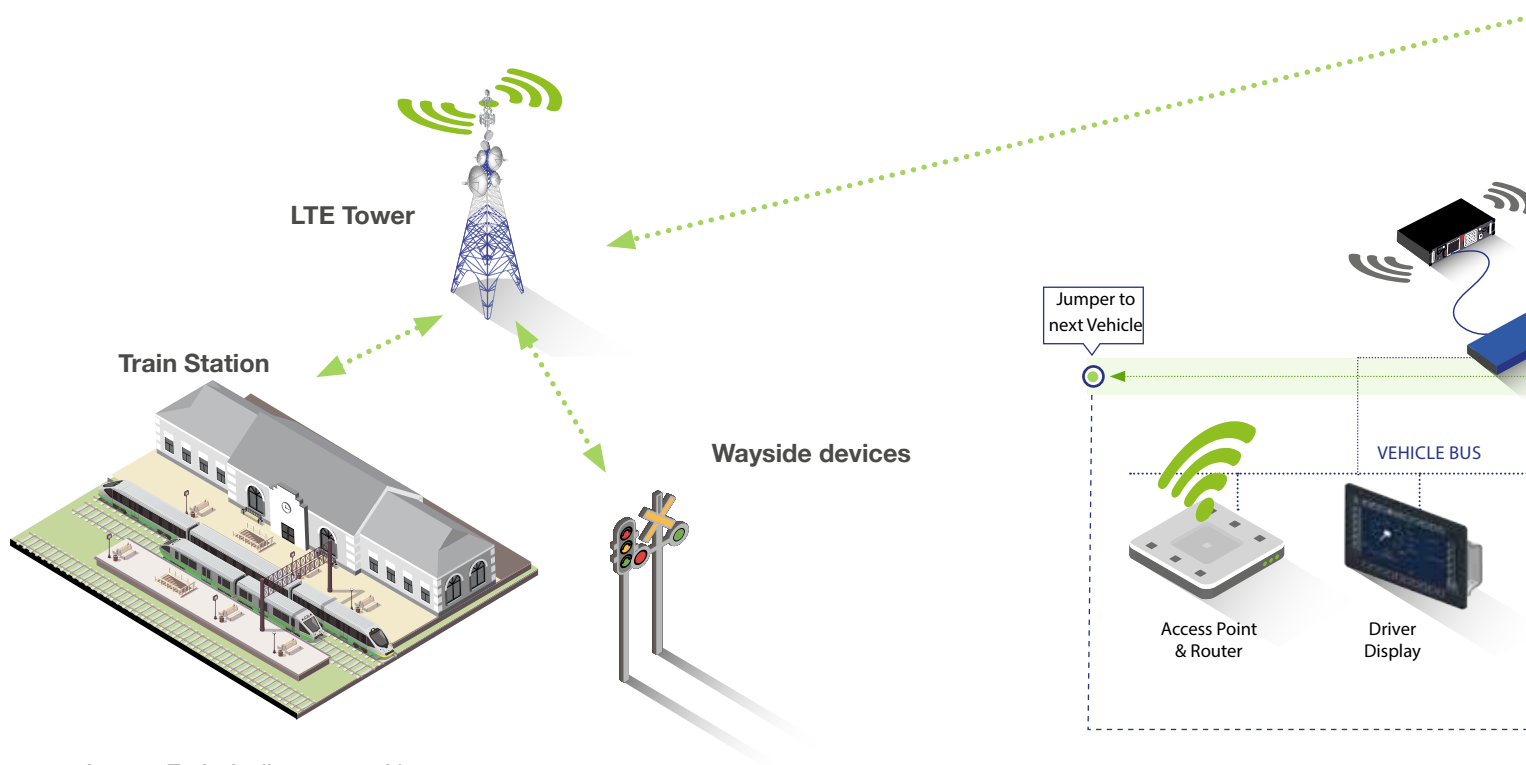 LTE Tower
Jumper to
next Vehicle
Train Station
Wayside devices
VEHICLE BUS
Access Point
& Router
Driver
Display